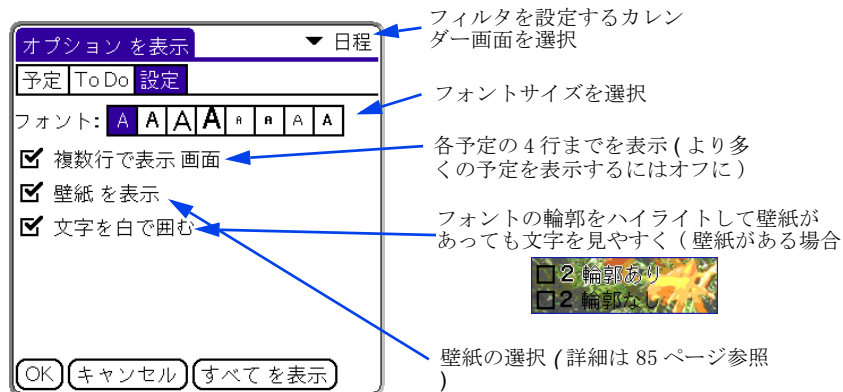 オプション を表示
▼ 日程
予定 To Do 設定
フォント: A A A A A A A A
複数行で表示 画面
壁紙 を表示
文字を白で囲む
OK キャンセル すべて を表示
フィルタを設定するカレン
ダー画面を選択
フォントサイズを選択
各予定の 4 行までを表示 ( より多
くの予定を表示するにはオフに )
フォントの輪郭をハイライトして壁紙が
あっても文字を見やすく ( 壁紙がある場合
2 輪郭あり
2 輪郭なし
壁紙の選択 ( 詳細は 85 ページ参照
)